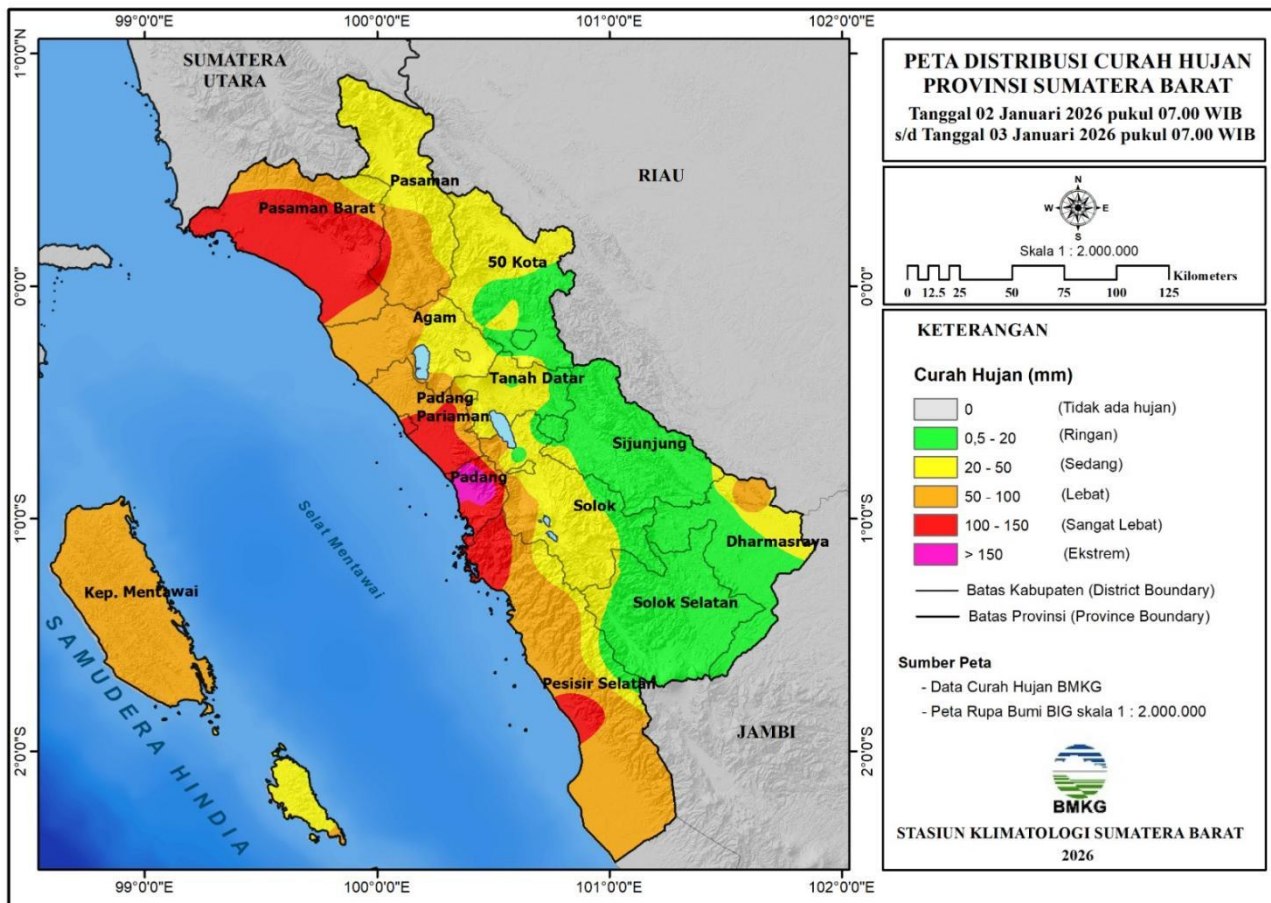 99°0'0"E
100°0'0"E
101°0'0"E
102°0'0"E
1°0'0"N
0°0'0"
1°0'0"S
2°0'0"S
SUMATERA
UTARA
RIAU
Pasaman
Pasaman Barat
50 Kota
Agam
Tanah Datar
Padang
Pariaman
Sijunjung
Padang
Solok
Dharmasraya
Selat Mentawai
Kep. Mentawai
Solok Selatan
Pesisir Selatan
JAMBI
SAMUDERA HINDIA
1°0'0"N
0°0'0"
1°0'0"S
2°0'0"S
99°0'0"E
100°0'0"E
101°0'0"E
102°0'0"E
PETA DISTRIBUSI CURAH HUJAN
PROVINSI SUMATERA BARAT
Tanggal 02 Januari 2026 pukul 07.00 WIB
s/d Tanggal 03 Januari 2026 pukul 07.00 WIB
N
W E
S
Skala 1 : 2.000.000
Kilometers
0 5 12.5 25 50 75 100 125
KETERANGAN
Curah Hujan (mm)
0 (Tidak ada hujan)
0,5 - 20 (Ringan)
20 - 50 (Sedang)
50 - 100 (Lebat)
100 - 150 (Sangat Lebat)
> 150 (Ekstrem)
Batas Kabupaten (District Boundary)
Batas Provinsi (Province Boundary)
Sumber Peta
- Data Curah Hujan BMKG
- Peta Rupa Bumi BIG skala 1 : 2.000.000
BMKG
STASIUN KLIMATOLOGI SUMATERA BARAT
2026